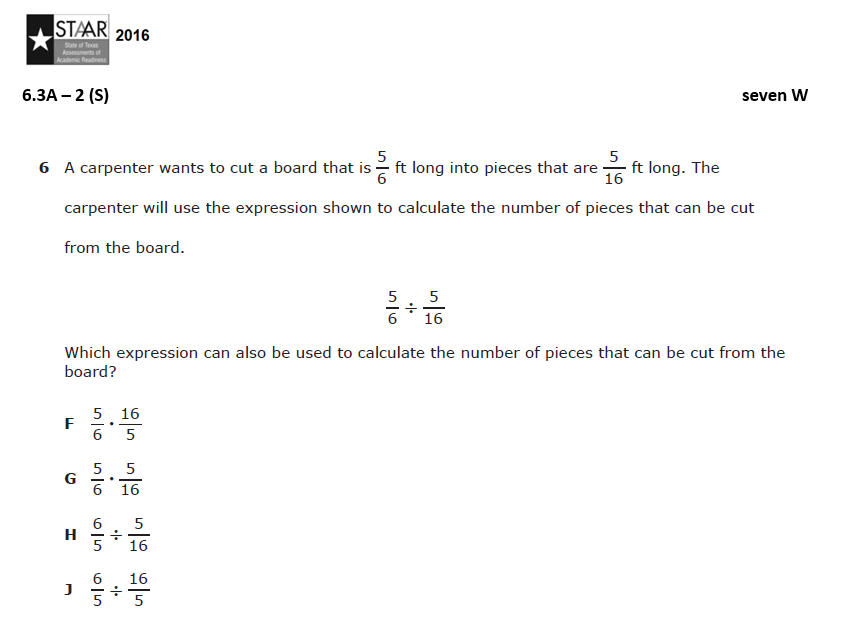 STAAR 2016
State of Texas
Assessments of
Academic Readiness
6.3A – 2 (S) seven W
6 A carpenter wants to cut a board that is 5/6 ft long into pieces that are 5/16 ft long. The
carpenter will use the expression shown to calculate the number of pieces that can be cut
from the board.
5/6 ÷ 5/16
Which expression can also be used to calculate the number of pieces that can be cut from the
board?
F 5/6 · 16/5
G 5/6 · 5/16
H 6/5 ÷ 5/16
J 6/5 ÷ 16/5